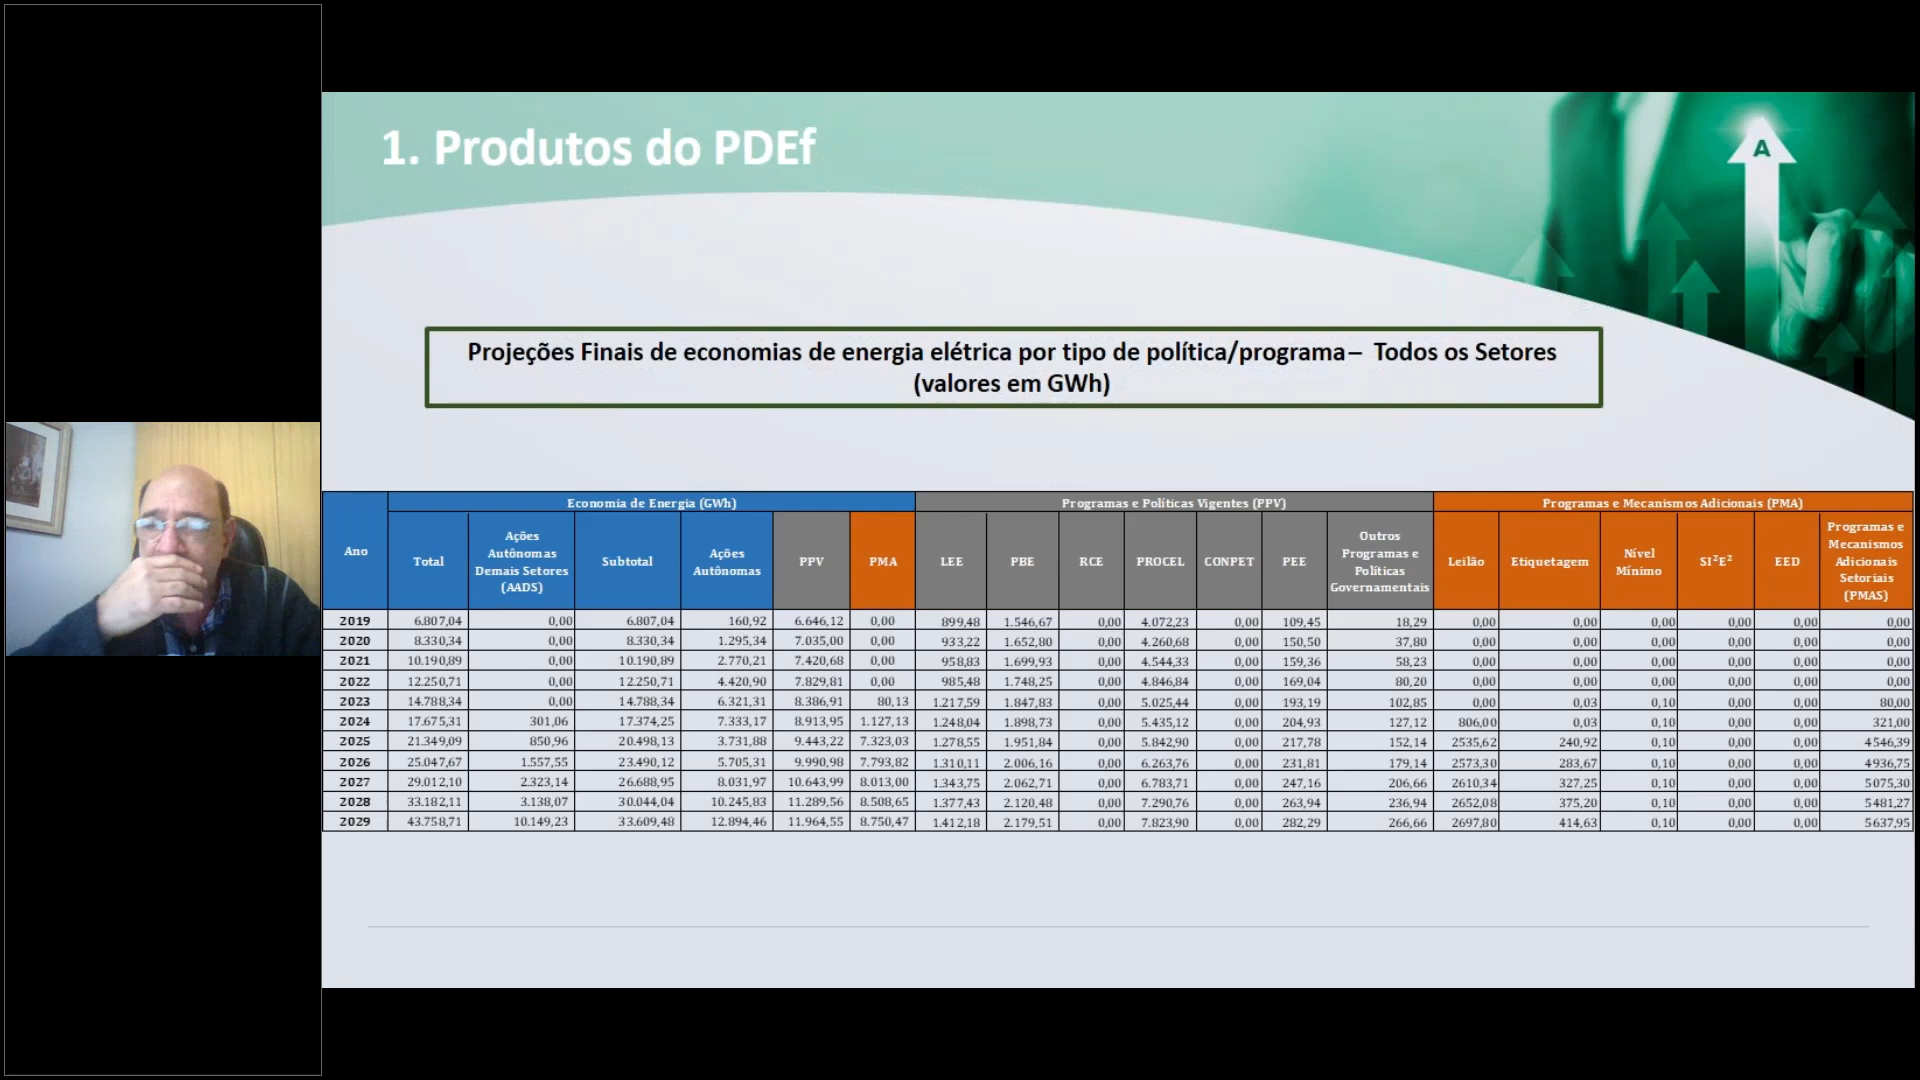 1. Produtos do PDEf
A
Projeções Finais de economias de energia elétrica por tipo de política/programa – Todos os Setores
(valores em GWh)
Ano Economia de Energia (GWh) Programas e Políticas Vigentes (PPV) Programas e Mecanismos Adicionais (PMA)
Total Ações Autônomas Demais Setores (AADS) Subtotal Ações Autônomas PPV PMA LEE PBE RCE PROCEL CONPET PEE Outros Programas e Políticas Governamentais Leilão Etiquetagem Nível Mínimo SI²E² EED Programas e Mecanismos Adicionais Setoriais (PMAS)
2019 6.807,04 0,00 6.807,04 160,92 6.646,12 0,00 899,48 1.546,67 0,00 4.072,23 0,00 109,45 18,29 0,00 0,00 0,00 0,00 0,00 0,00
2020 8.330,34 0,00 8.330,34 1.295,34 7.035,00 0,00 933,22 1.652,80 0,00 4.260,68 0,00 150,50 37,80 0,00 0,00 0,00 0,00 0,00 0,00
2021 10.190,89 0,00 10.190,89 2.770,21 7.420,68 0,00 958,83 1.699,93 0,00 4.544,33 0,00 159,36 58,23 0,00 0,00 0,00 0,00 0,00 0,00
2022 12.250,71 0,00 12.250,71 4.420,90 7.829,81 0,00 985,48 1.748,25 0,00 4.846,84 0,00 169,04 80,20 0,00 0,03 0,00 0,00 0,00 0,00
2023 14.788,34 0,00 14.788,34 6.321,31 8.386,91 80,13 1.217,59 1.847,83 0,00 5.025,44 0,00 193,19 102,85 0,00 0,03 0,10 0,00 0,00 80,00
2024 17.675,31 301,06 17.374,25 7.333,17 8.913,95 1.127,13 1.248,04 1.898,73 0,00 5.435,12 0,00 204,93 127,12 806,00 0,03 0,10 0,00 0,00 321,00
2025 21.349,09 850,96 20.498,13 3.731,88 9.443,22 7.323,03 1.278,55 1.951,84 0,00 5.842,90 0,00 217,78 152,14 2535,62 240,92 0,10 0,00 0,00 4546,39
2026 25.047,67 1.557,55 23.490,12 5.705,31 9.990,98 7.793,82 1.310,11 2.006,16 0,00 6.263,76 0,00 231,81 179,14 2573,30 283,67 0,10 0,00 0,00 4936,75
2027 29.012,10 2.323,14 26.688,95 8.031,97 10.643,99 8.013,00 1.343,75 2.062,71 0,00 6.783,71 0,00 247,16 206,66 2610,34 327,25 0,10 0,00 0,00 5075,30
2028 33.182,11 3.138,07 30.044,04 10.245,83 11.289,56 8.508,65 1.377,43 2.120,48 0,00 7.290,76 0,00 263,94 236,94 2652,08 375,20 0,10 0,00 0,00 5481,27
2029 43.758,71 10.149,23 33.609,48 12.894,46 11.964,55 8.750,47 1.412,18 2.179,51 0,00 7.823,90 0,00 282,29 266,66 2697,80 414,63 0,10 0,00 0,00 5637,95